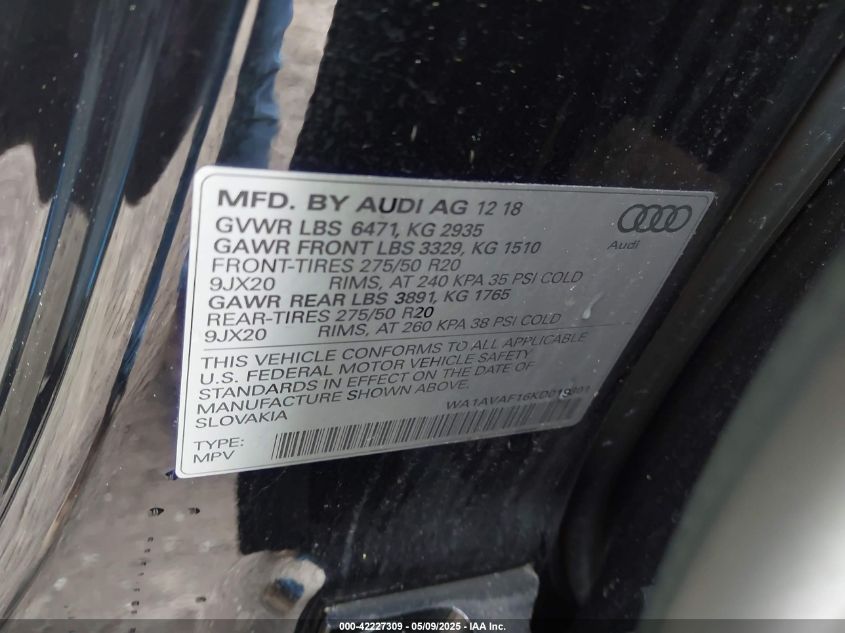 MFD. BY AUDI AG 12 18
GVWR LBS 6471, KG 2935
GAWR FRONT LBS 3329, KG 1510
FRONT-TIRES 275/50 R20
9JX20 RIMS, AT 240 KPA 35 PSI COLD
GAWR REAR LBS 3891, KG 1765
REAR-TIRES 275/50 R20
9JX20 RIMS, AT 260 KPA 38 PSI COLD
Audi
THIS VEHICLE CONFORMS TO ALL APPLICABLE
U.S. FEDERAL MOTOR VEHICLE SAFETY
STANDARDS IN EFFECT ON THE DATE OF
MANUFACTURE SHOWN ABOVE.
SLOVAKIA
WA1AVAF16KD019801
TYPE:
MPV
000-42227309 - 05/09/2025 - IAA Inc.